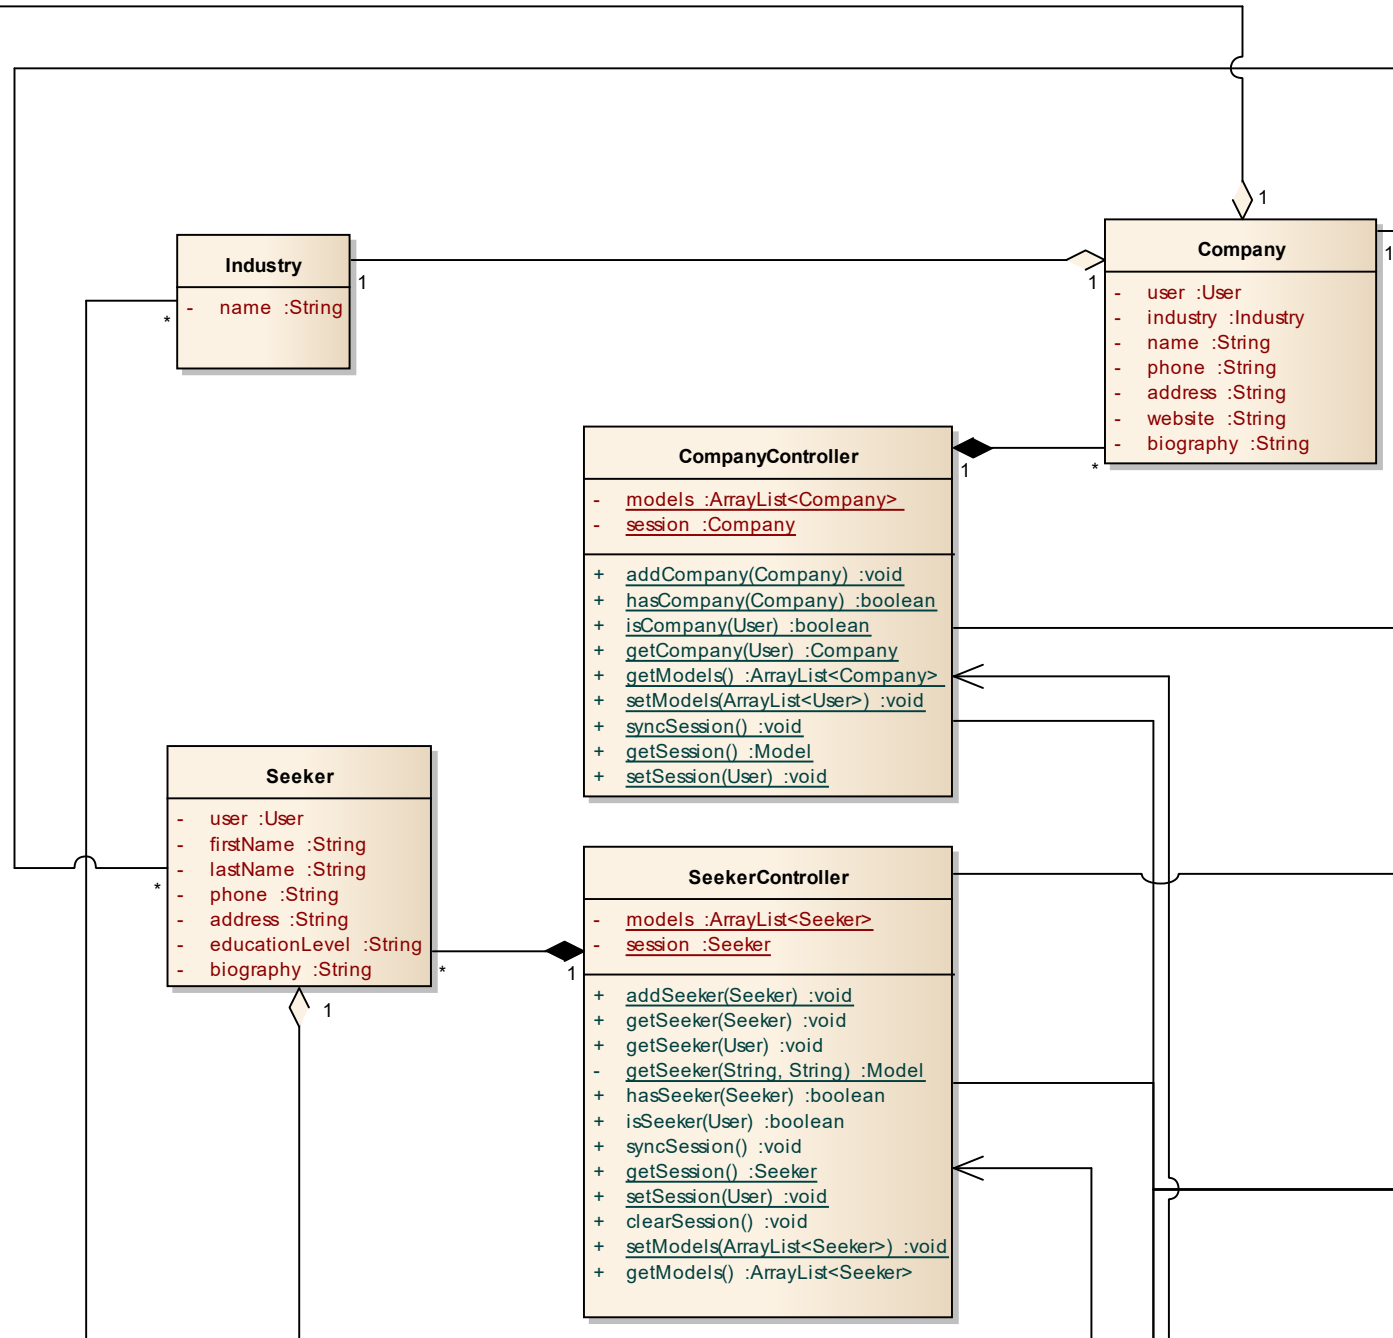 1
Industry
- name :String
1
*
Company
1
1
- user :User
- industry :Industry
- name :String
- phone :String
- address :String
- website :String
- biography :String
*
CompanyController
1
- models :ArrayList<Company>
- session :Company
+ addCompany(Company) :void
+ hasCompany(Company) :boolean
+ isCompany(User) :boolean
+ getCompany(User) :Company
+ getModels() :ArrayList<Company>
+ setModels(ArrayList<User>) :void
+ syncSession() :void
+ getSession() :Model
+ setSession(User) :void
Seeker
- user :User
- firstName :String
- lastName :String
- phone :String
- address :String
- educationLevel :String
- biography :String
*
*
1
SeekerController
1
- models :ArrayList<Seeker>
- session :Seeker
+ addSeeker(Seeker) :void
+ getSeeker(Seeker) :void
+ getSeeker(User) :void
- getSeeker(String, String) :Model
+ hasSeeker(Seeker) :boolean
+ isSeeker(User) :boolean
+ syncSession() :void
+ getSession() :Seeker
+ setSession(User) :void
+ clearSession() :void
+ setModels(ArrayList<Seeker>) :void
+ getModels() :ArrayList<Seeker>